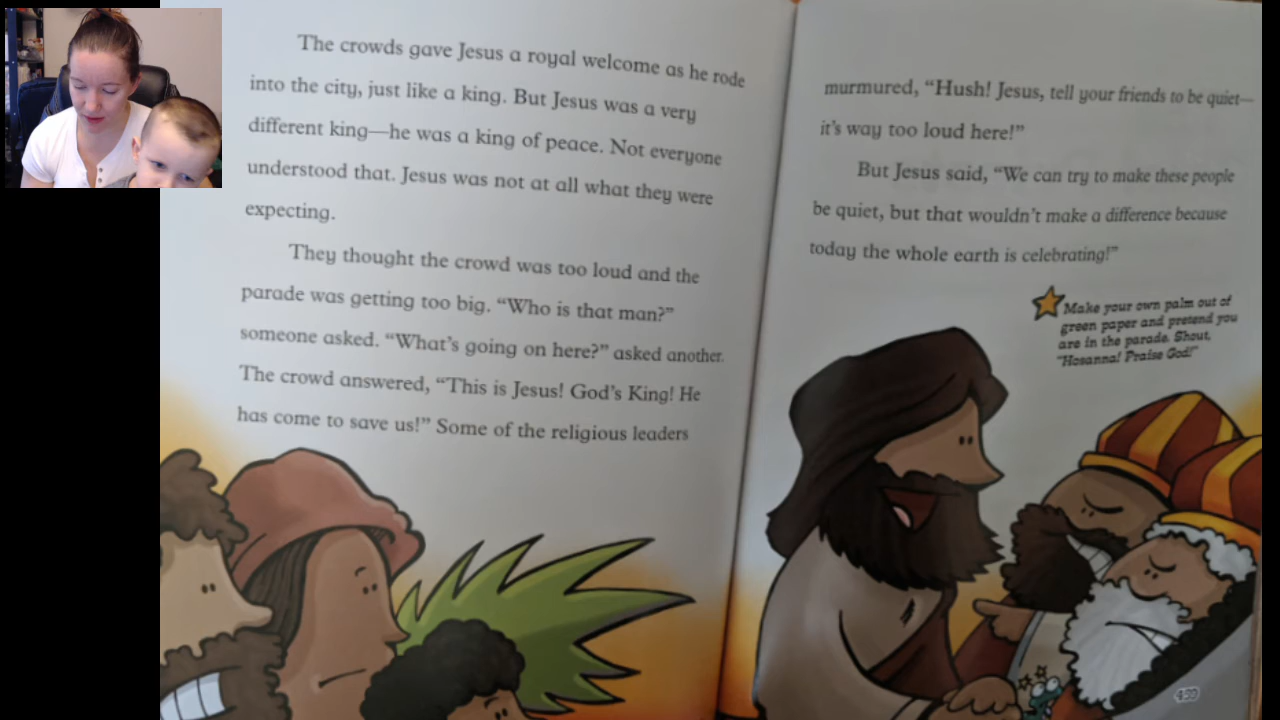 The crowds gave Jesus a royal welcome as he rode
into the city, just like a king. But Jesus was a very
different king—he was a king of peace. Not everyone
understood that. Jesus was not at all what they were
expecting.
They thought the crowd was too loud and the
parade was getting too big. “Who is that man?”
someone asked. “What’s going on here?” asked another.
The crowd answered, “This is Jesus! God’s King! He
has come to save us!” Some of the religious leaders
murmured, “Hush! Jesus, tell your friends to be quiet—
it’s way too loud here!”
But Jesus said, “We can try to make these people
be quiet, but that wouldn’t make a difference because
today the whole earth is celebrating!”
Make your own palm out of
green paper and pretend you
are in the parade. Shout,
“Hosanna! Praise God!”